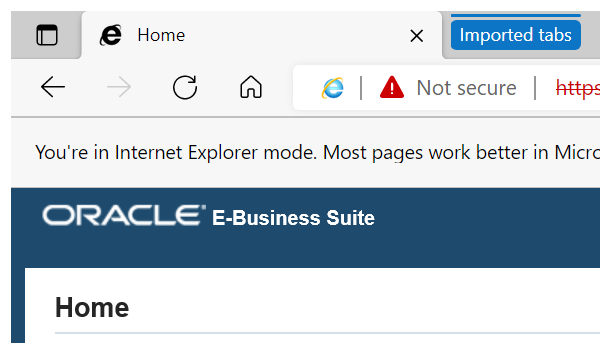 Home
Imported tabs
Not secure
https
You're in Internet Explorer mode. Most pages work better in Micro
ORACLE E-Business Suite
Home